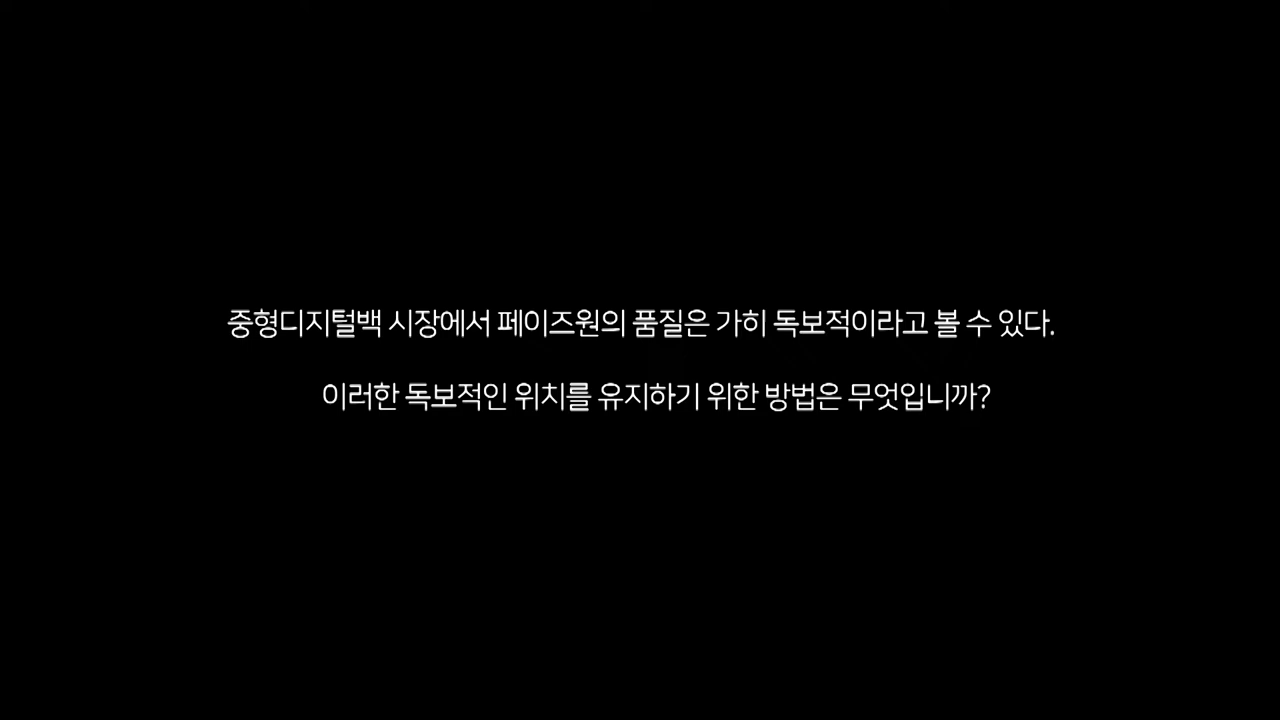 중형디지털백 시장에서 페이즈원의 품질은 가히 독보적이라고 볼 수 있다.
이러한 독보적인 위치를 유지하기 위한 방법은 무엇입니까?